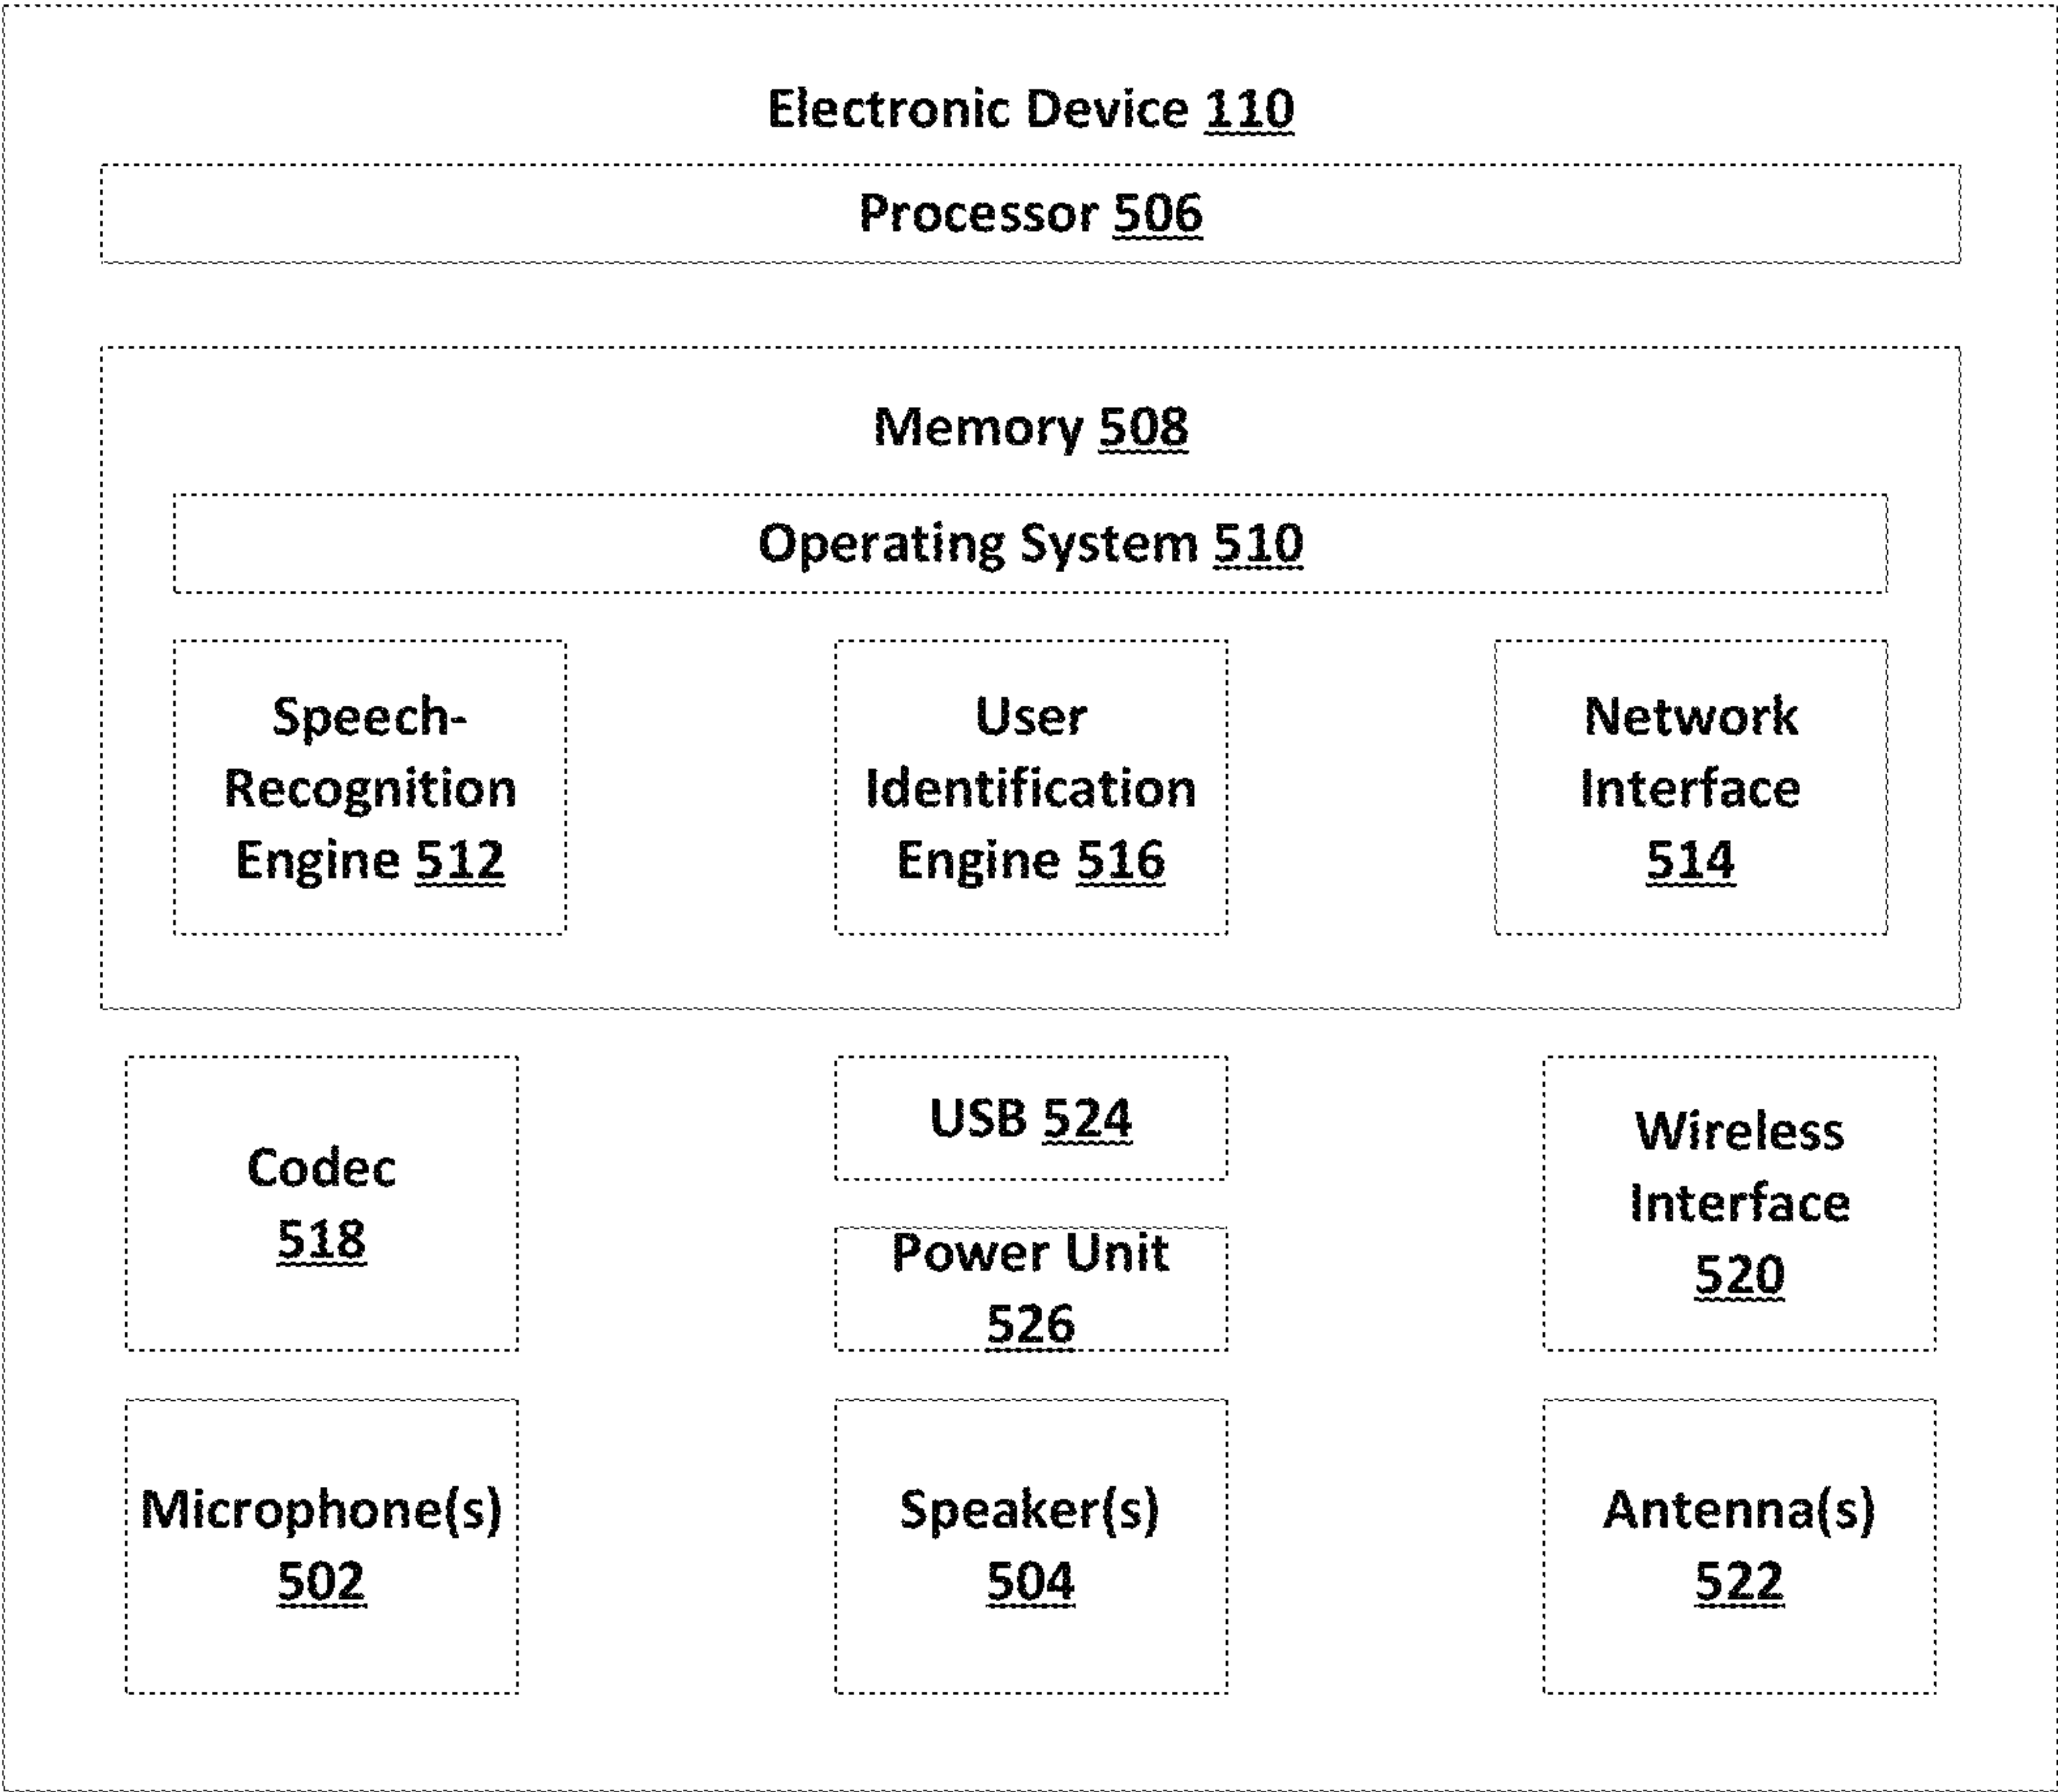 Electronic Device 110
Processor 506
Memory 508
Operating System 510
Speech-
Recognition
Engine 512
User
Identification
Engine 516
Network
Interface
514
Codec
518
USB 524
Power Unit
526
Wireless
Interface
520
Microphone(s)
502
Speaker(s)
504
Antenna(s)
522